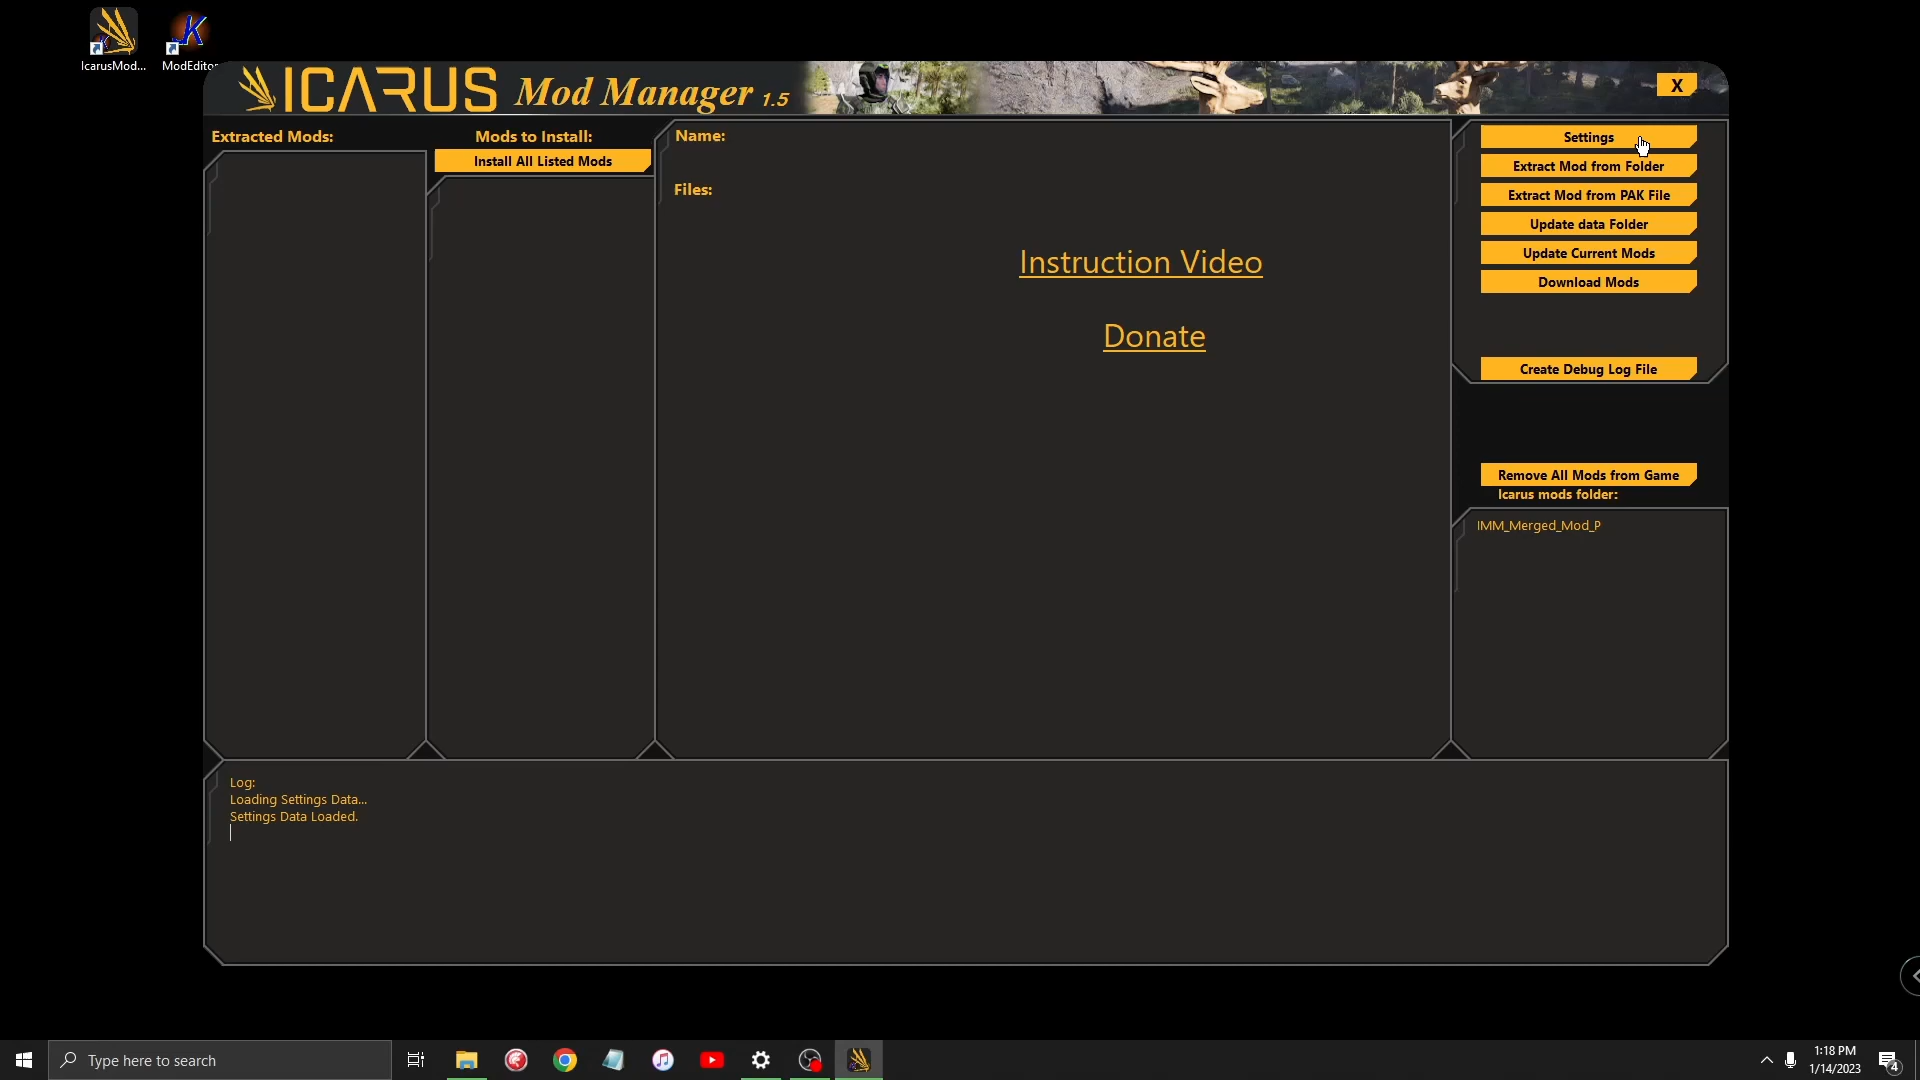 IcarusMod...
ModEditor
ICARUS Mod Manager 1.5
X
Extracted Mods:
Mods to Install:
Install All Listed Mods
Name:
Files:
Instruction Video
Donate
Settings
Extract Mod from Folder
Extract Mod from PAK File
Update data Folder
Update Current Mods
Download Mods
Create Debug Log File
Remove All Mods from Game
Icarus mods folder:
IMM_Merged_Mod_P
Log:
Loading Settings Data...
Settings Data Loaded.
Type here to search
1:18 PM
1/14/2023
4